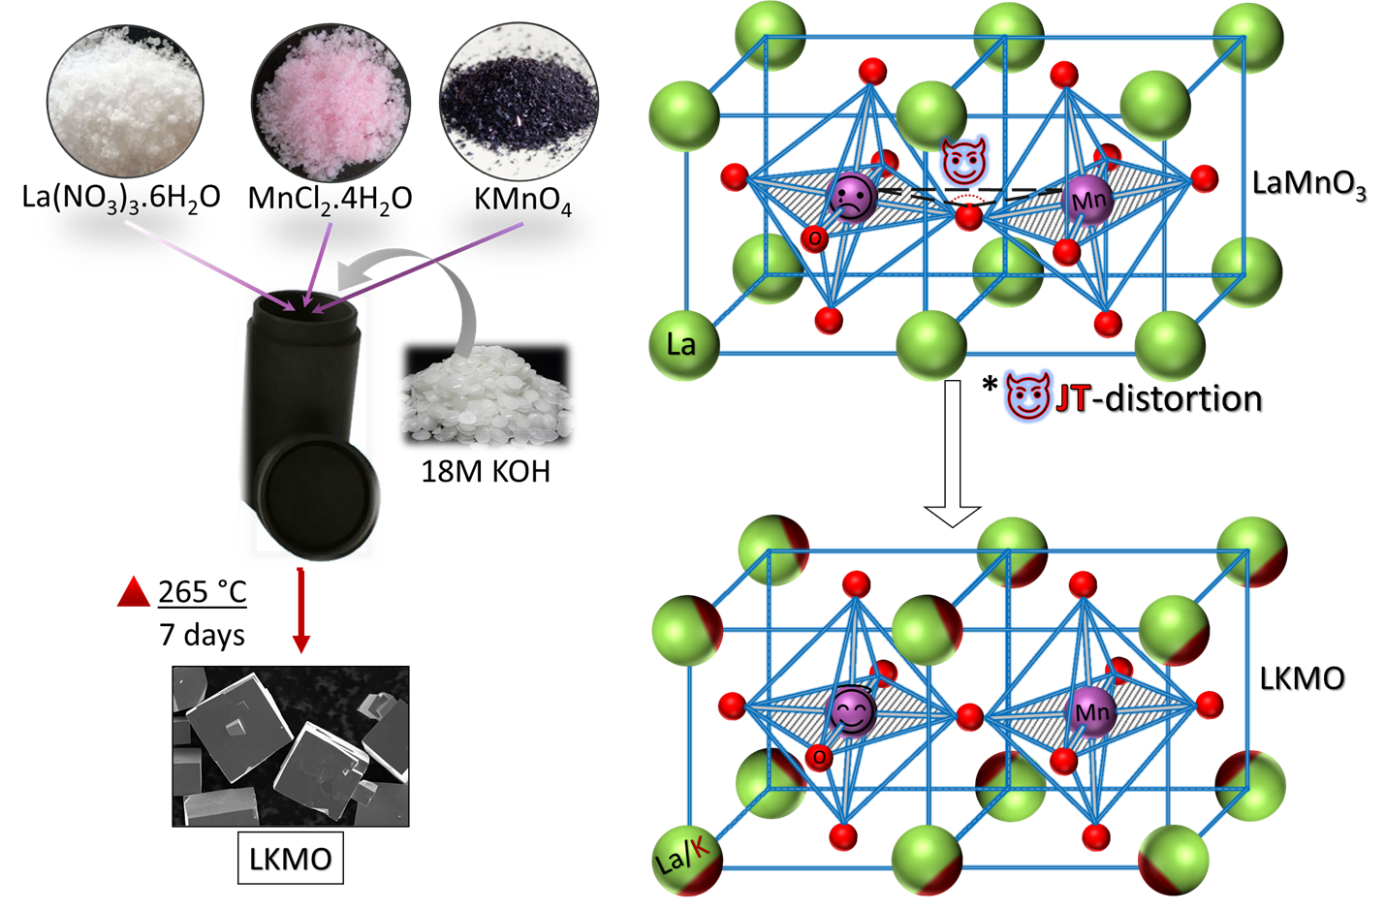 La(NO₃)₃.6H₂O
MnCl₂.4H₂O
KMnO₄
18M KOH
265 °C
7 days
LKMO
LaMnO₃
Mn
O
La
* JT-distortion
LKMO
Mn
O
La/K